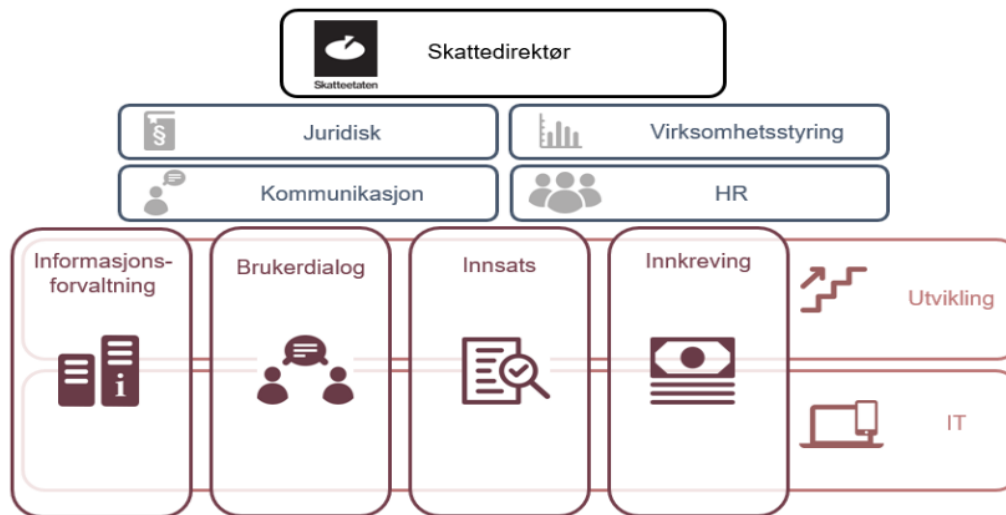 Skattedirektør
Skatteetaten
Juridisk
Virksomhetsstyring
Kommunikasjon
HR
Informasjons-
forvaltning
Brukerdialog
Innsats
Innkreving
Utvikling
IT
§
i